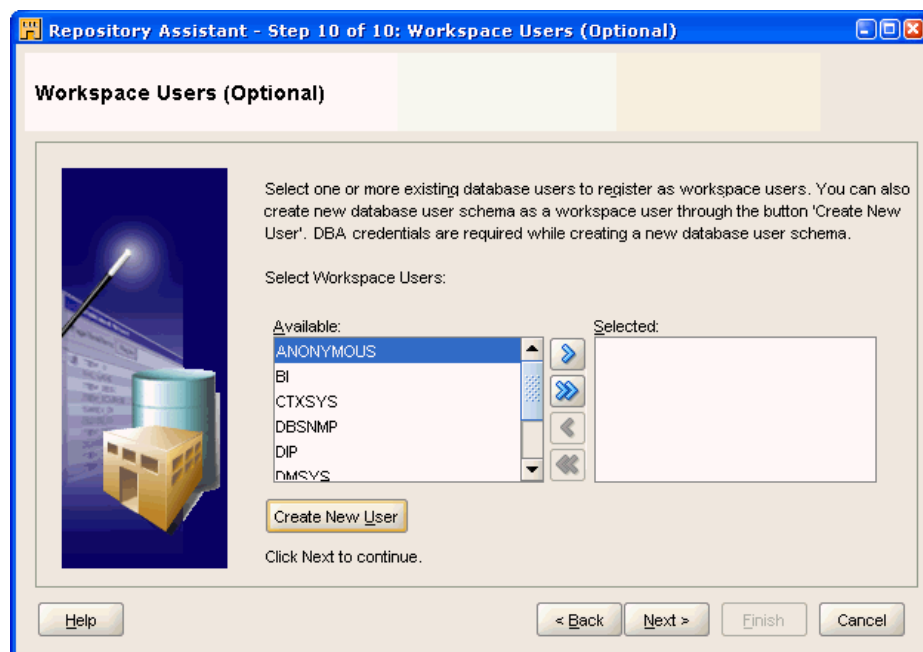 Repository Assistant - Step 10 of 10: Workspace Users (Optional)
Workspace Users (Optional)
Select one or more existing database users to register as workspace users. You can also
create new database user schema as a workspace user through the button 'Create New
User'. DBA credentials are required while creating a new database user schema.
Select Workspace Users:
Available:
Selected:
ANONYMOUS
BI
CTXSYS
DBSNMP
DIP
DMSYS
Create New User
Click Next to continue.
Help
< Back
Next >
Finish
Cancel